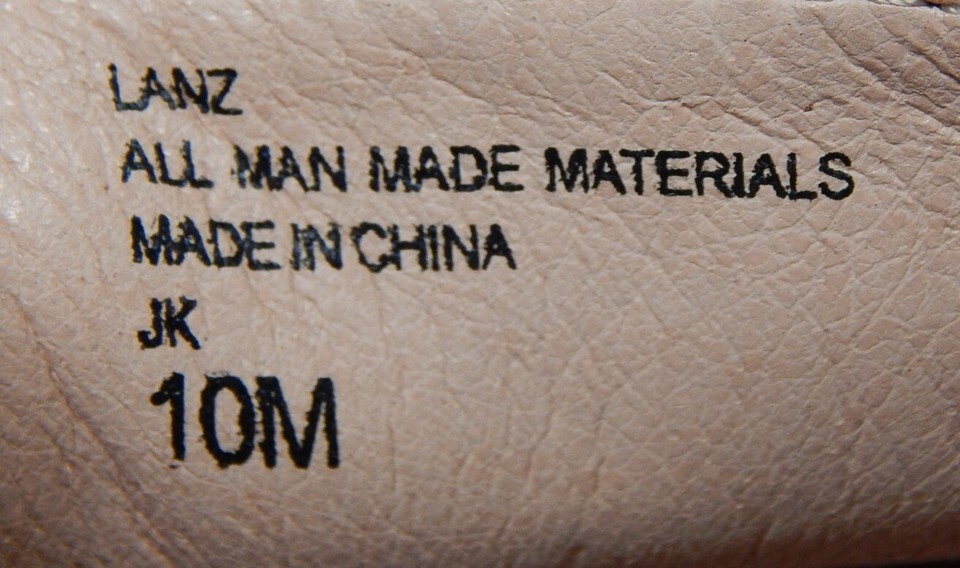 LANZ
ALL MAN MADE MATERIALS
MADE IN CHINA
JK
10M